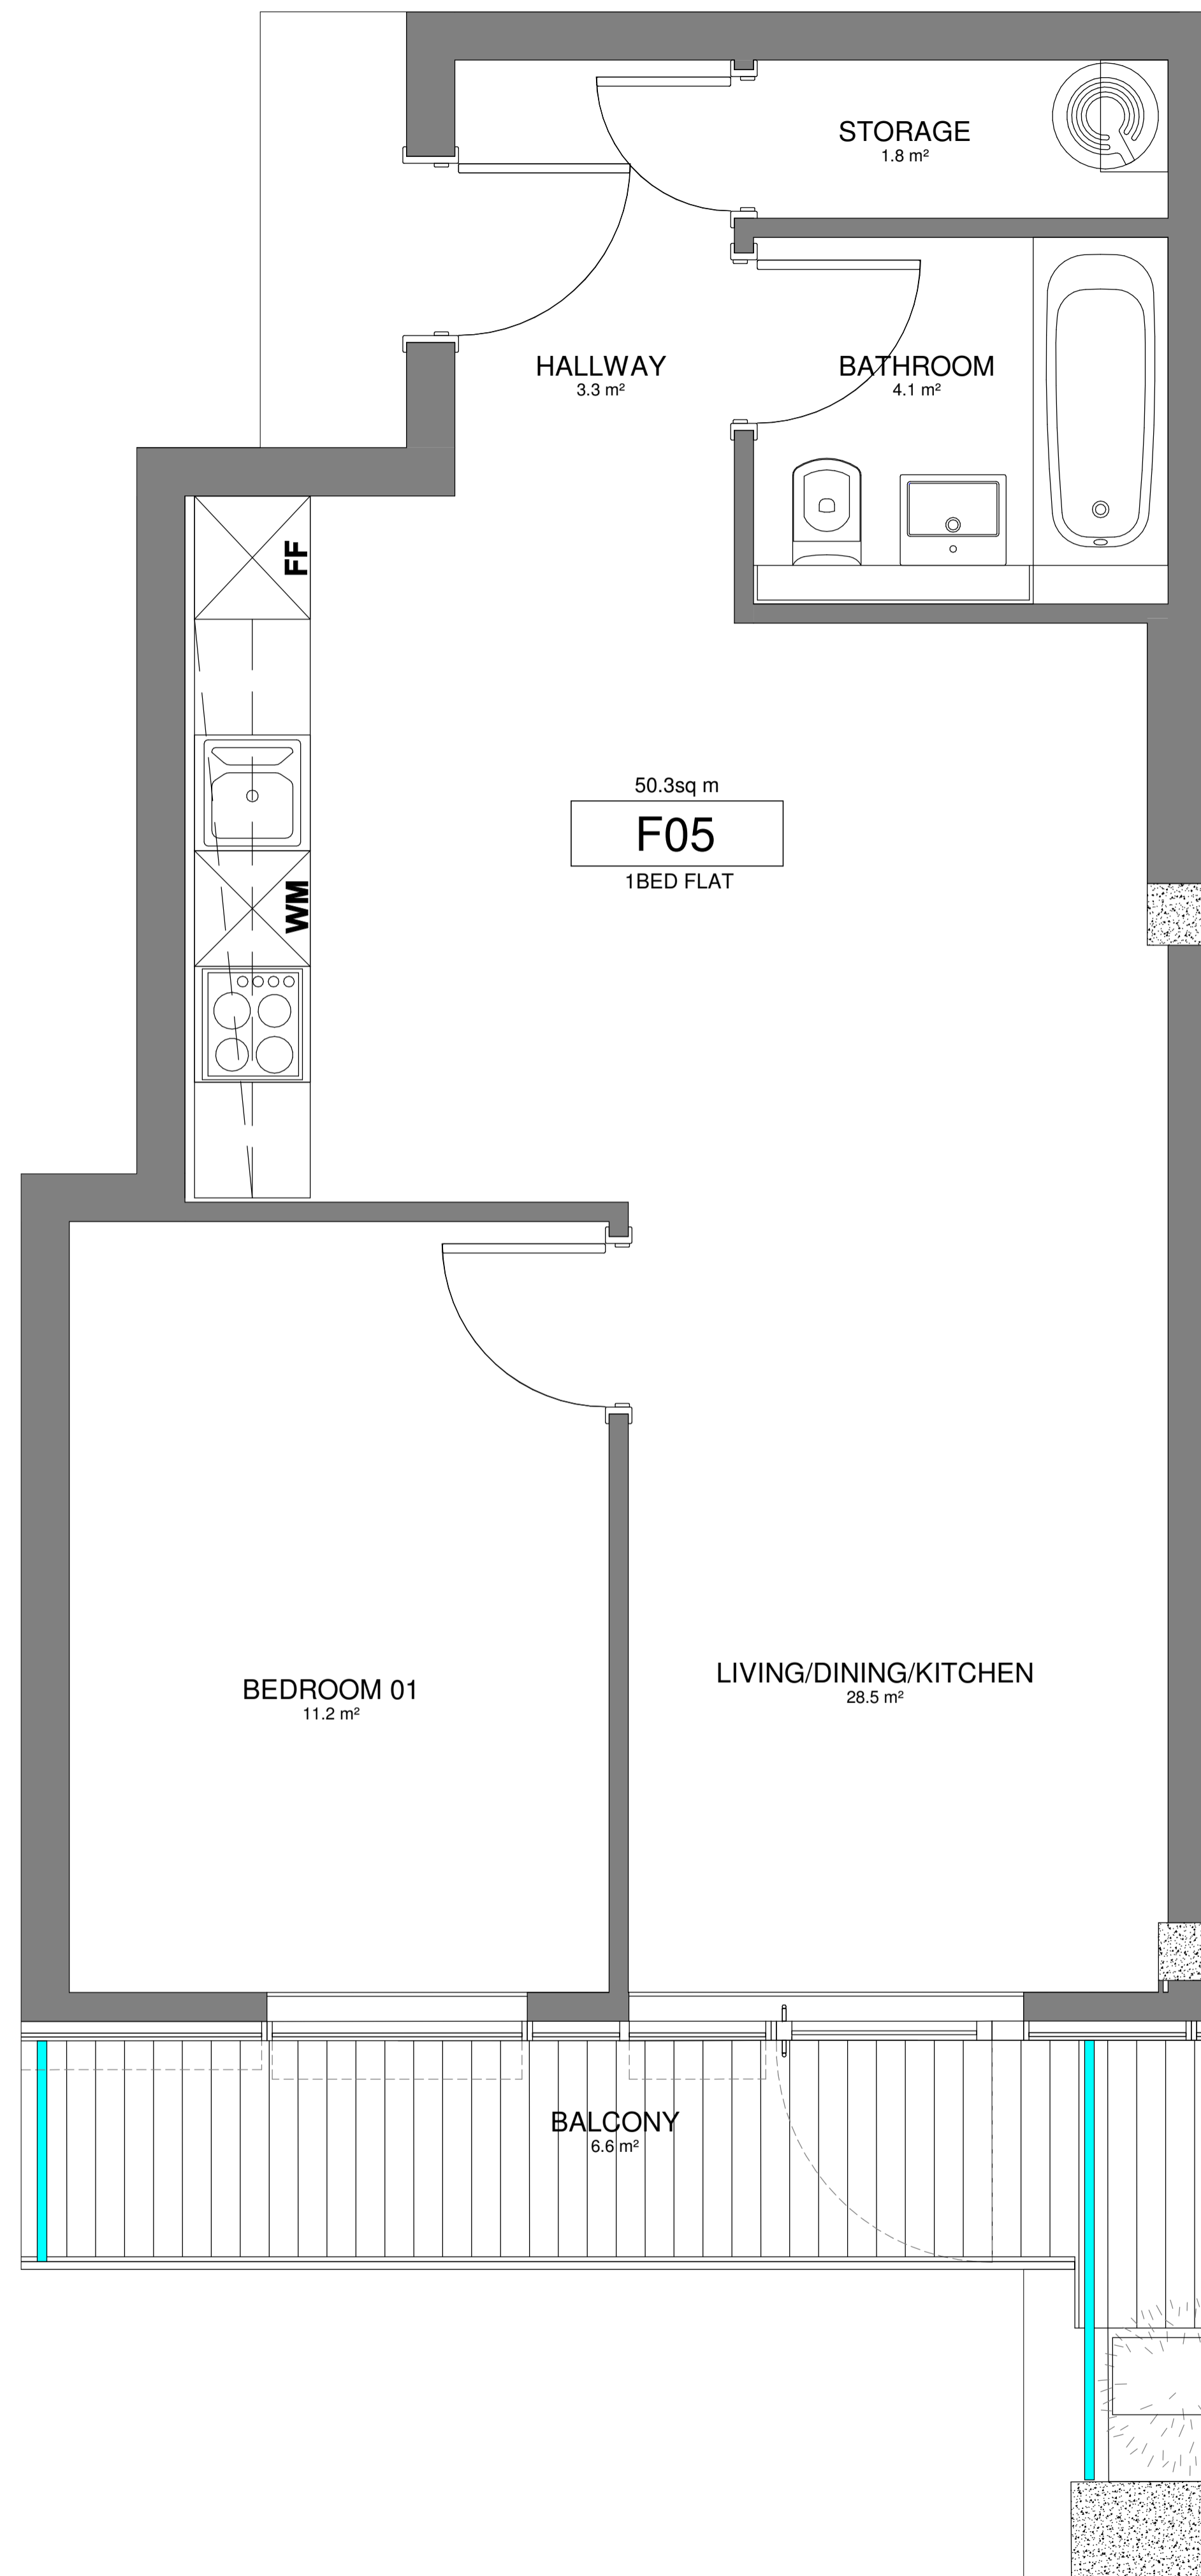 STORAGE
1.8 m²
HALLWAY
3.3 m²
BATHROOM
4.1 m²
FF
50.3sq m
F05
1BED FLAT
WM
BEDROOM 01
11.2 m²
LIVING/DINING/KITCHEN
28.5 m²
BALCONY
6.6 m²